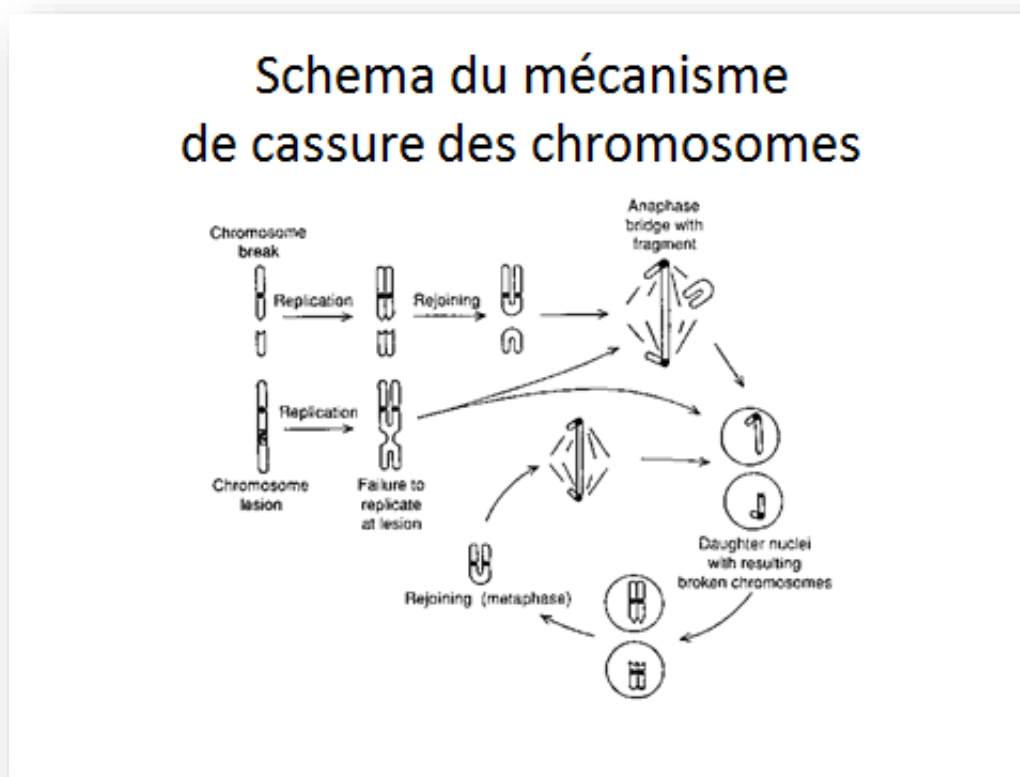 Schema du mécanisme
de cassure des chromosomes
Anaphase
bridge with
fragment
Chromosome
break
Replication
Rejoining
Replication
Chromosome
lesion
Failure to
replicate
at lesion
Daughter nuclei
with resulting
broken chromosomes
Rejoining (metaphase)